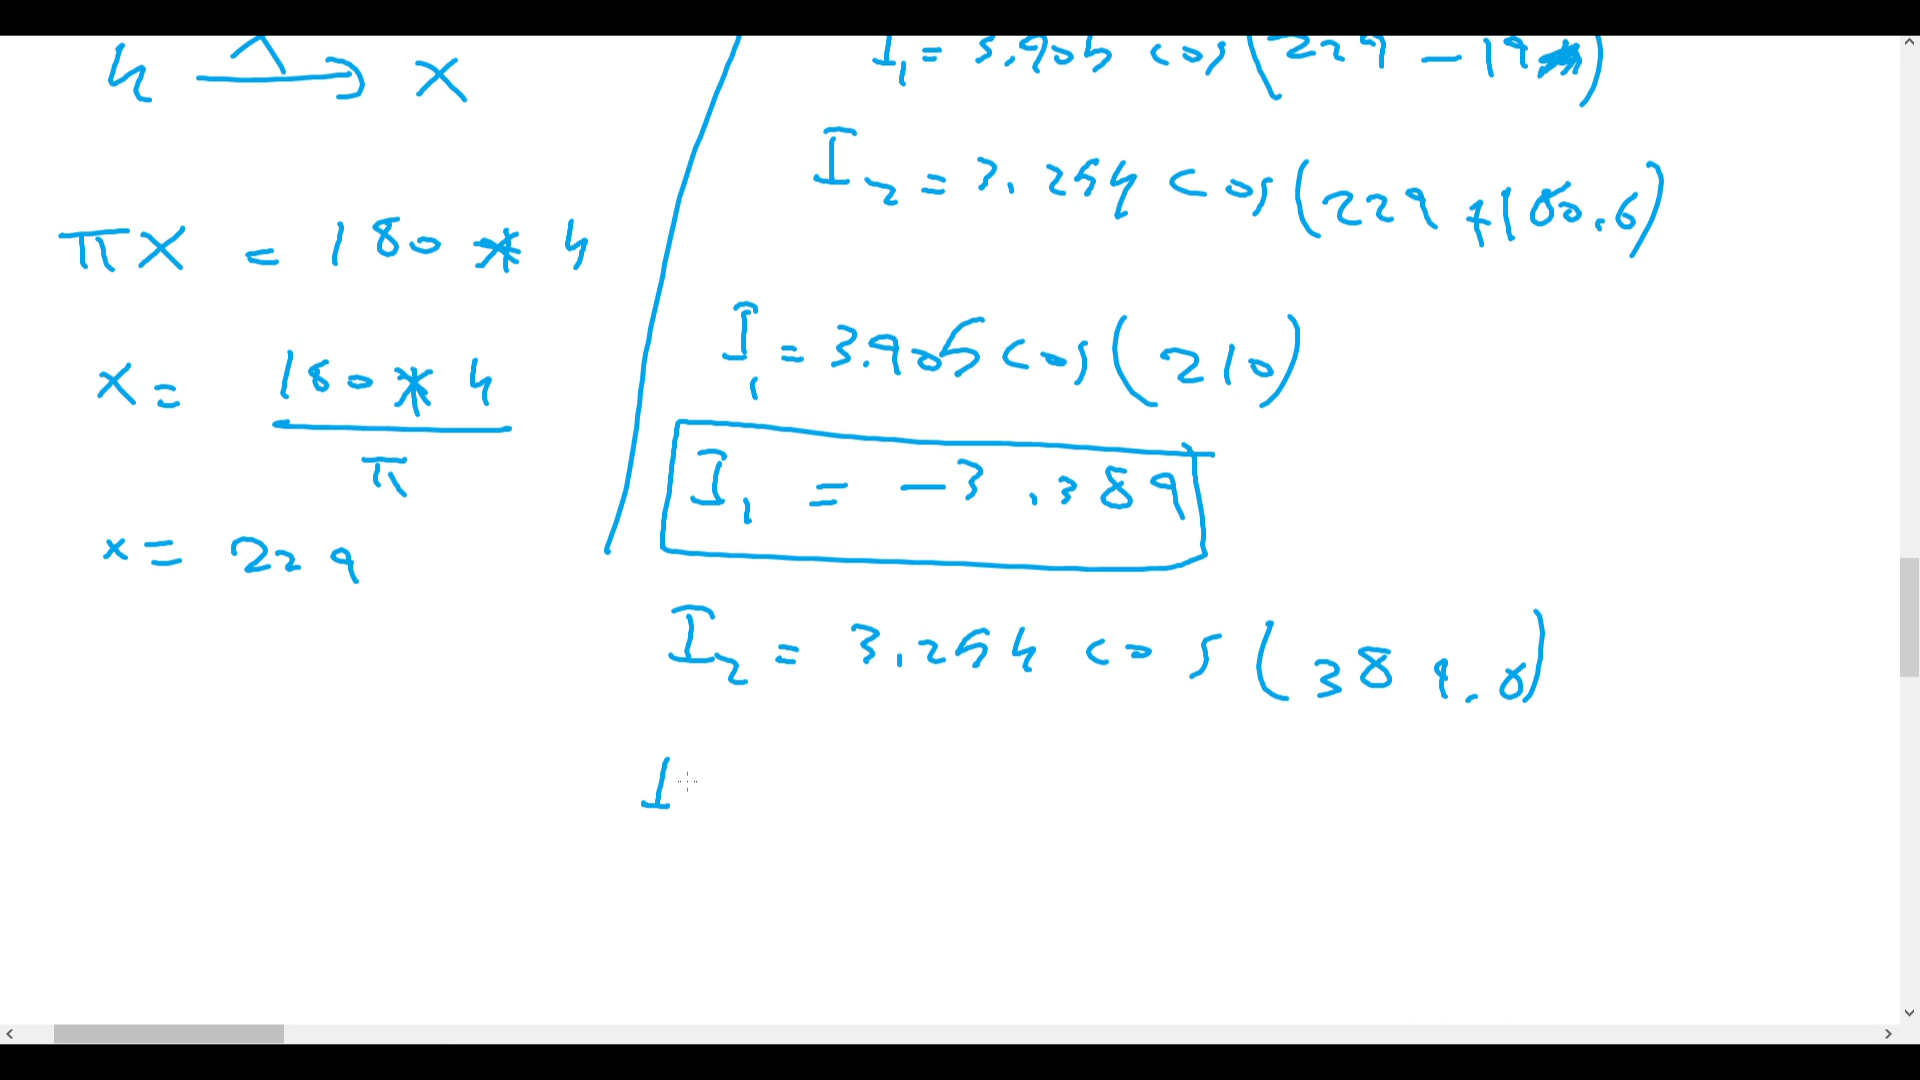 4 → x
πx = 180 * 4
x = 180 * 4
π
x = 229
I₁ = 3.905 cos(229 - 19)
I₂ = 3.254 cos(229 + 180.6)
I₁ = 3.905 cos(210)
I₁ = -3.389
I₂ = 3.254 cos(389.8)
I